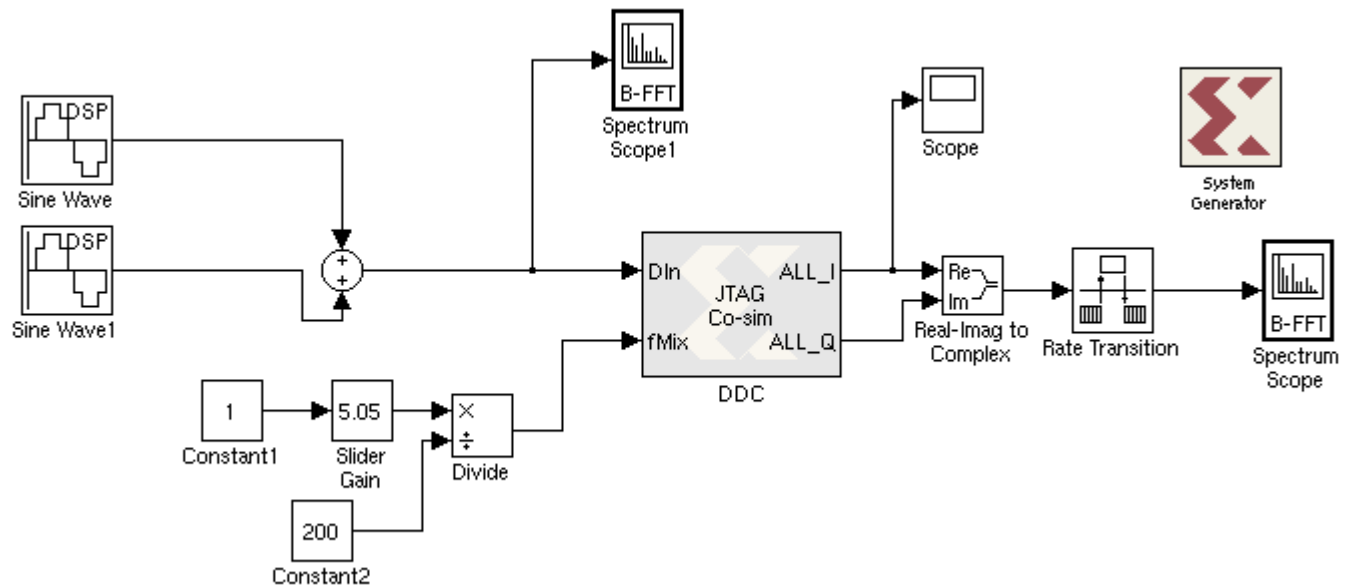 B-FFT
Spectrum
Scope1
DSP
Sine Wave
Scope
System
Generator
DSP
Sine Wave1
+
+
DIn
ALL_I
JTAG
Co-sim
fMix
ALL_Q
DDC
Re
Im
Real-Imag to
Complex
Rate Transition
B-FFT
Spectrum
Scope
1
Constant1
5.05
Slider
Gain
×
÷
Divide
200
Constant2